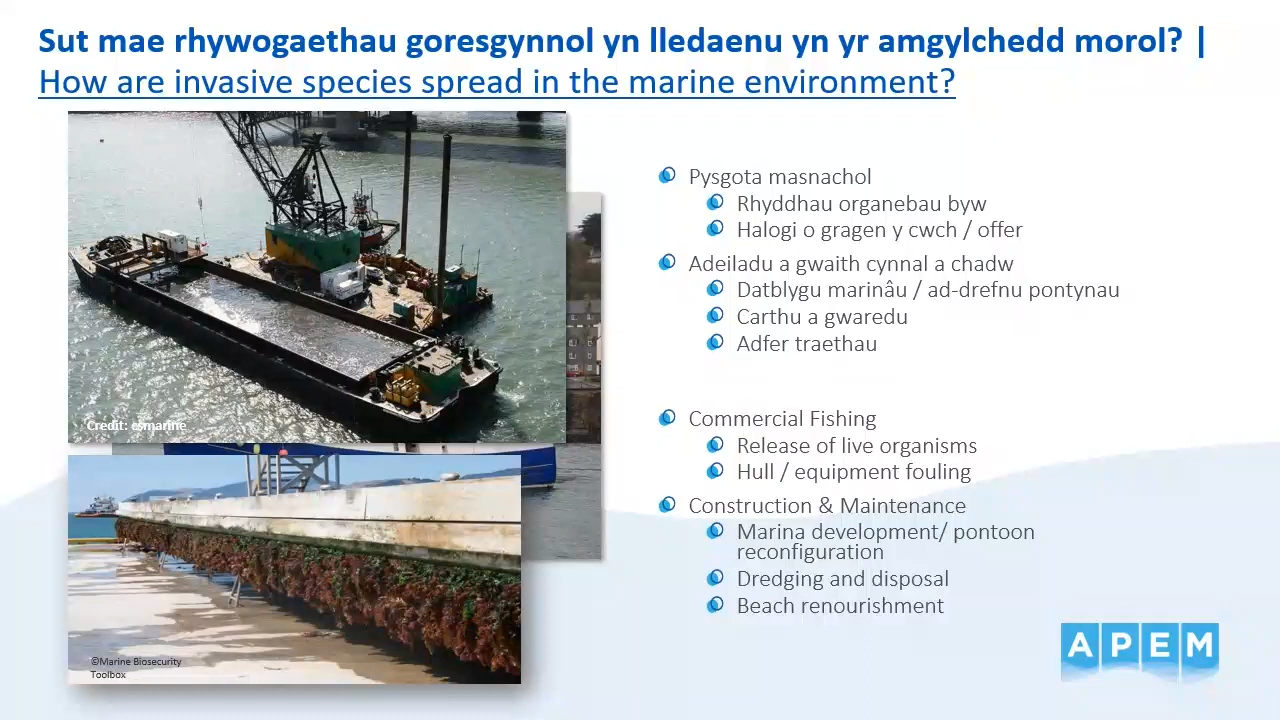 Sut mae rhywogaethau goresgynnol yn lledaenu yn yr amgylchedd morol? |
How are invasive species spread in the marine environment?
Credit: esmarine
©Marine Biosecurity
Toolbox
Pysgota masnachol
Rhyddhau organebau byw
Halogi o gragen y cwch / offer
Adeiladu a gwaith cynnal a chadw
Datblygu marinâu / ad-drefnu pontynau
Carthu a gwaredu
Adfer traethau
Commercial Fishing
Release of live organisms
Hull / equipment fouling
Construction & Maintenance
Marina development/ pontoon
reconfiguration
Dredging and disposal
Beach renourishment
APEM